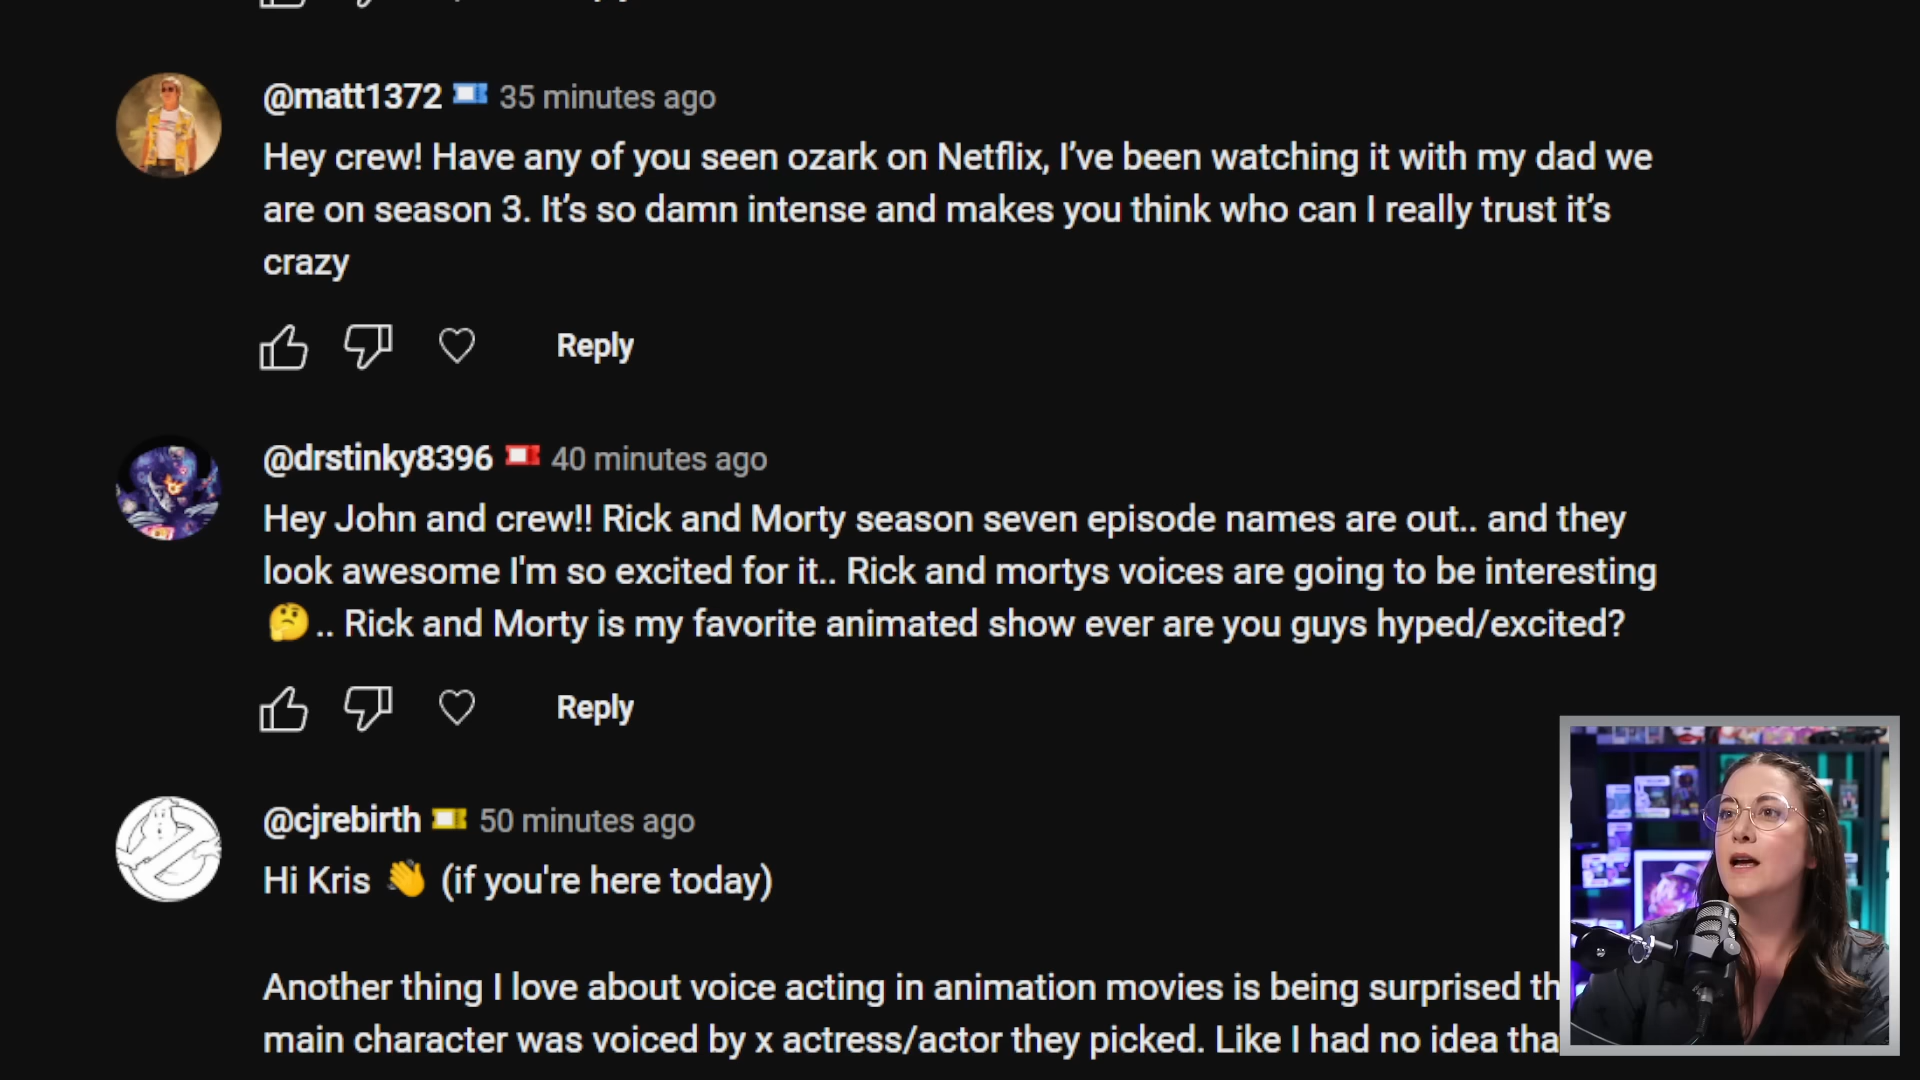 @matt1372 35 minutes ago
Hey crew! Have any of you seen ozark on Netflix, I’ve been watching it with my dad we
are on season 3. It’s so damn intense and makes you think who can I really trust it’s
crazy
Reply
@drstinky8396 40 minutes ago
Hey John and crew!! Rick and Morty season seven episode names are out.. and they
look awesome I'm so excited for it.. Rick and mortys voices are going to be interesting
🤔.. Rick and Morty is my favorite animated show ever are you guys hyped/excited?
Reply
@cjrebirth 50 minutes ago
Hi Kris 👋 (if you're here today)
Another thing I love about voice acting in animation movies is being surprised th
main character was voiced by x actress/actor they picked. Like I had no idea tha